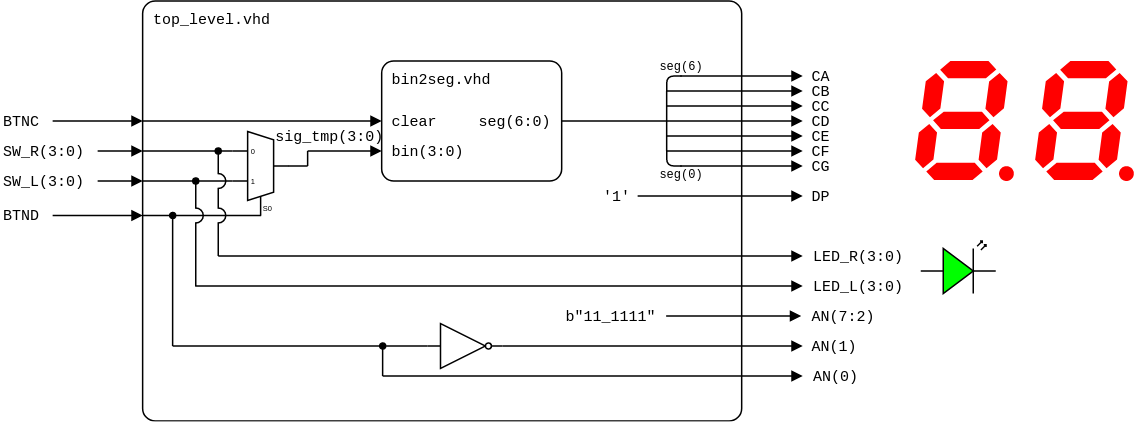 top_level.vhd
bin2seg.vhd
seg(6)
CA
CB
CC
BTNC
clear
seg(6:0)
CD
sig_tmp(3:0)
CE
SW_R(3:0)
0
bin(3:0)
CF
CG
seg(0)
SW_L(3:0)
1
'1'
DP
S0
BTND
LED_R(3:0)
LED_L(3:0)
b"11_1111"
AN(7:2)
AN(1)
AN(0)